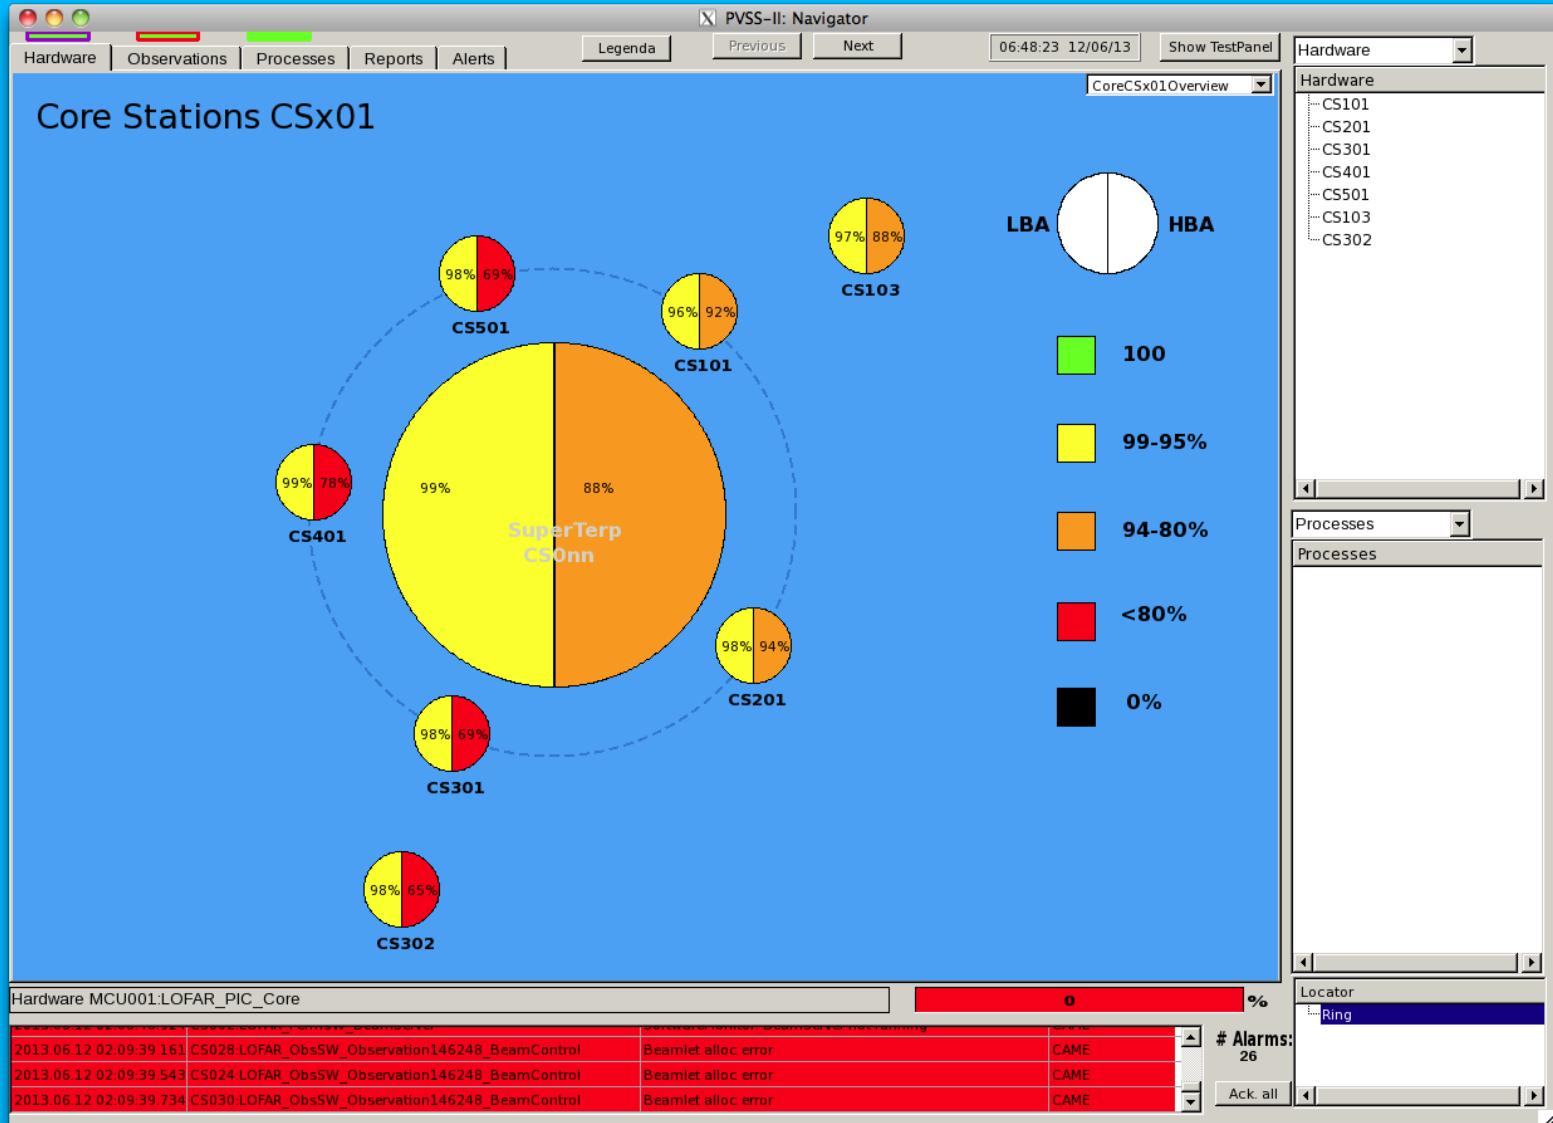 PVSS-II: Navigator
Hardware Observations Processes Reports Alerts
Legenda Previous Next 06:48:23 12/06/13 Show TestPanel
Hardware
Hardware
CS101
CS201
CS301
CS401
CS501
CS103
CS302
CoreCSx01Overview
Core Stations CSx01
LBA HBA
97% 88%
CS103
98% 69%
CS501
96% 92%
CS101
100
99-95%
94-80%
<80%
0%
99% 78%
CS401
99% 88%
SuperTerp
CS0nn
98% 94%
CS201
98% 69%
CS301
98% 65%
CS302
Processes
Processes
Hardware MCU001:LOFAR_PIC_Core
0 %
Locator
Ring
2013.06.12 02:09:39.161 CS028:LOFAR_ObsSW_Observation146248_BeamControl Beamlet alloc error CAME
2013.06.12 02:09:39.543 CS024:LOFAR_ObsSW_Observation146248_BeamControl Beamlet alloc error CAME
2013.06.12 02:09:39.734 CS030:LOFAR_ObsSW_Observation146248_BeamControl Beamlet alloc error CAME
# Alarms:
26
Ack. all